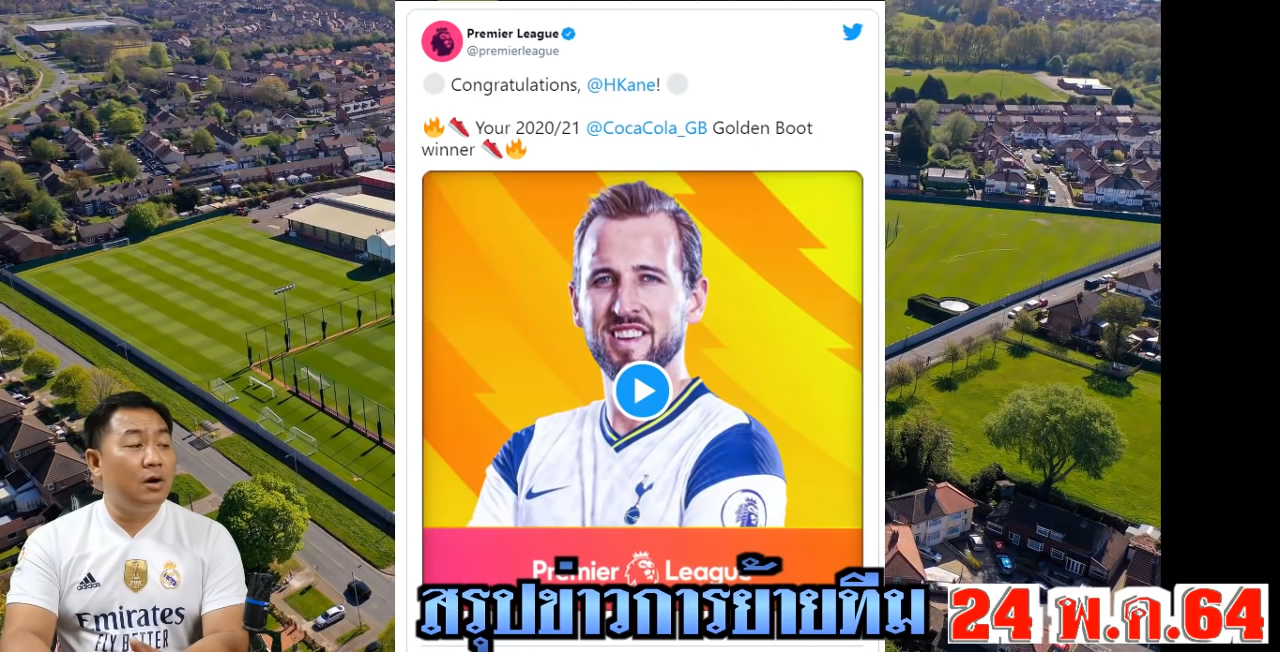 Premier League
@premierleague
Congratulations, @HKane!
Your 2020/21 @CocaCola_GB Golden Boot
winner
Premier League
สรุปข่าวการย้ายทีม 24 พ.ค.64
adidas
Emirates
FLY BETTER